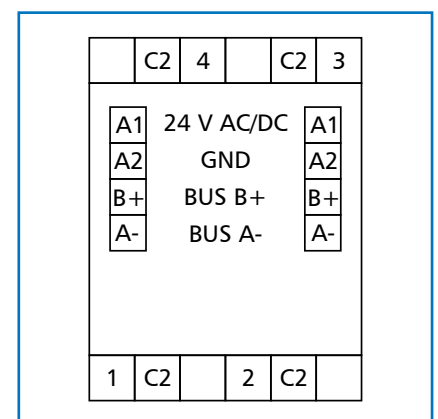 C2 4 C2 3
A1 24 V AC/DC A1
A2 GND A2
B+ BUS B+ B+
A- BUS A- A-
1 C2 2 C2